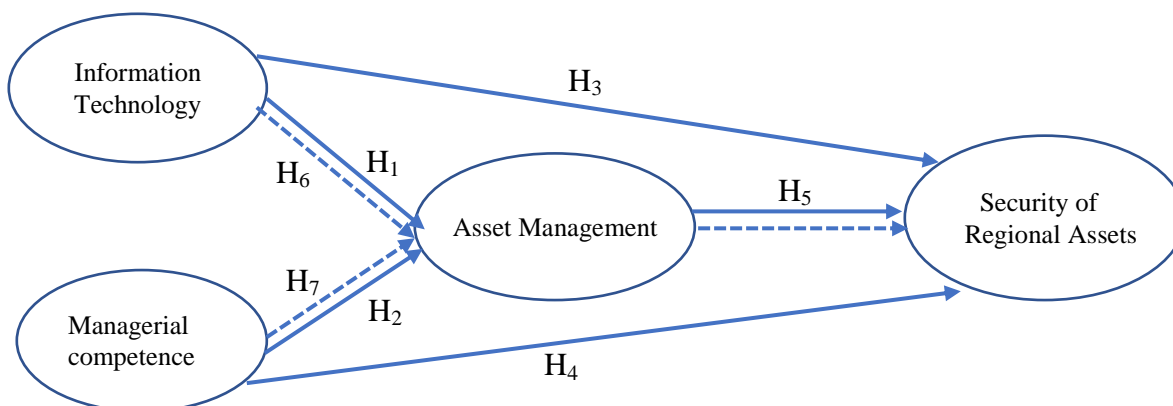 Information
Technology
H₃
H₁
H₆
Asset Management
H₅
Security of
Regional Assets
H₇
H₂
Managerial
competence
H₄